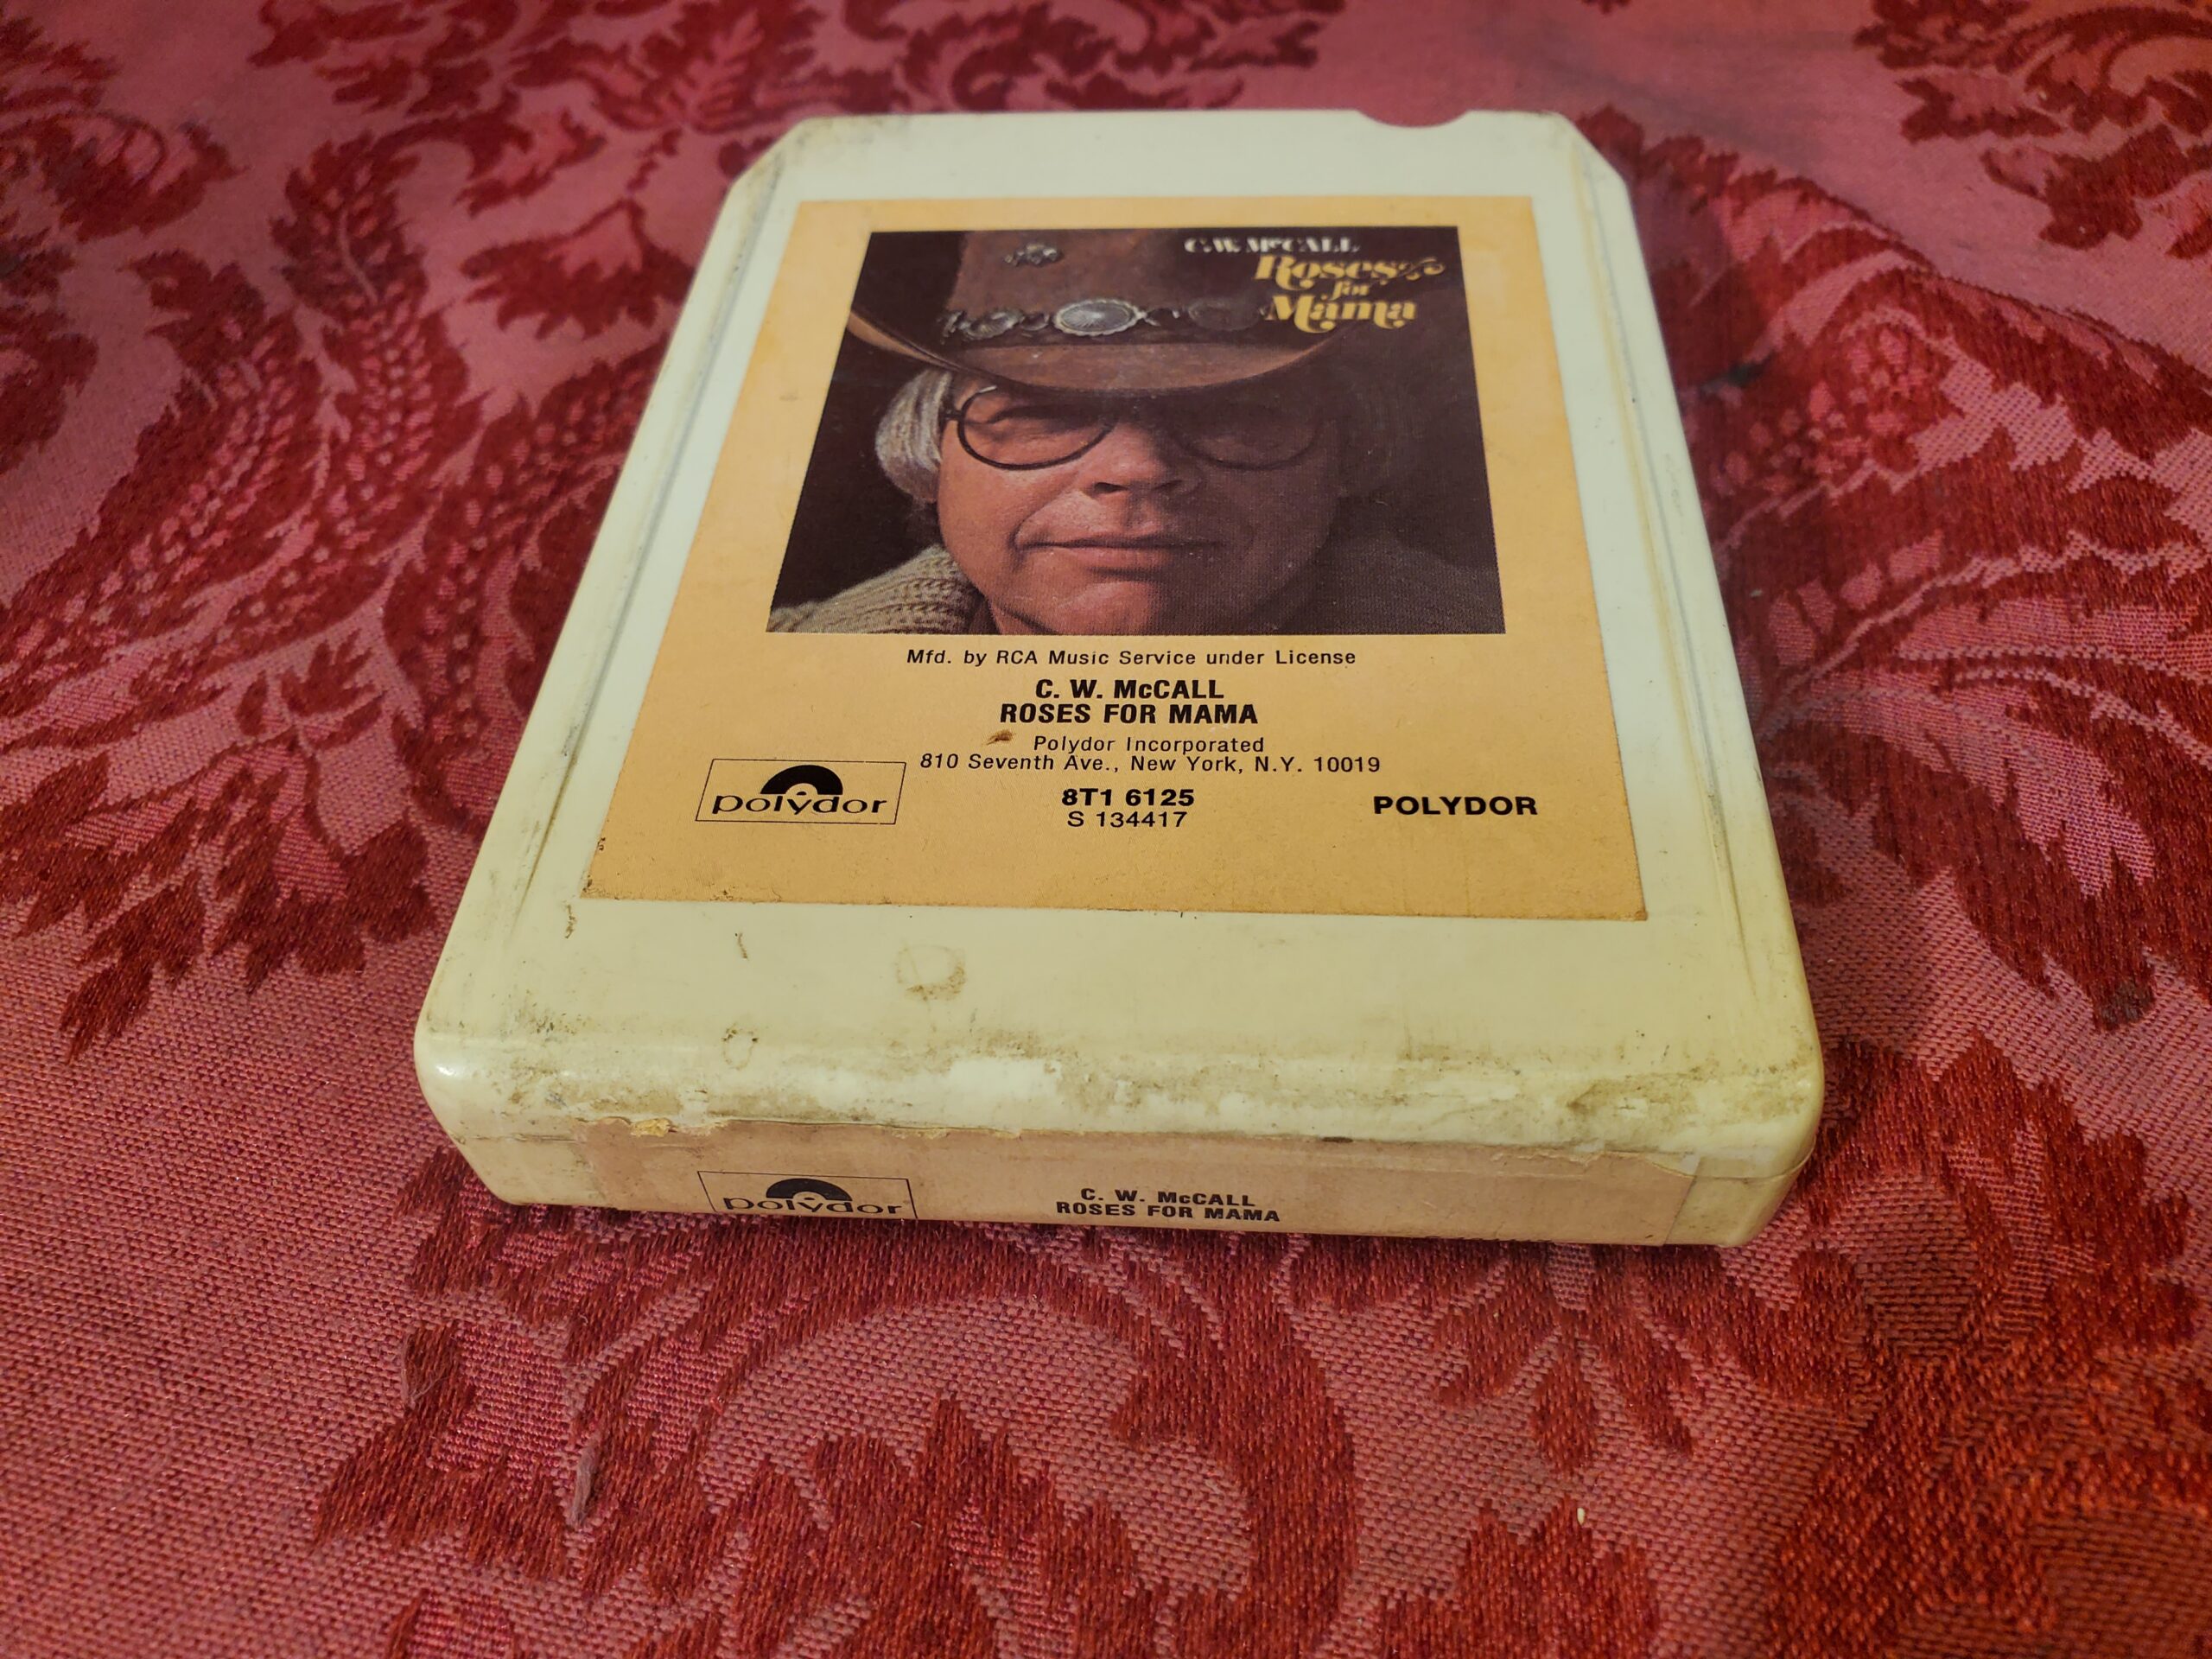 C.W. McCALL
Roses
for
Mama
Mfd. by RCA Music Service under License
C. W. McCALL
ROSES FOR MAMA
Polydor Incorporated
810 Seventh Ave., New York, N.Y. 10019
polydor
8T1 6125
S 134417
POLYDOR
polydor
C. W. McCALL
ROSES FOR MAMA